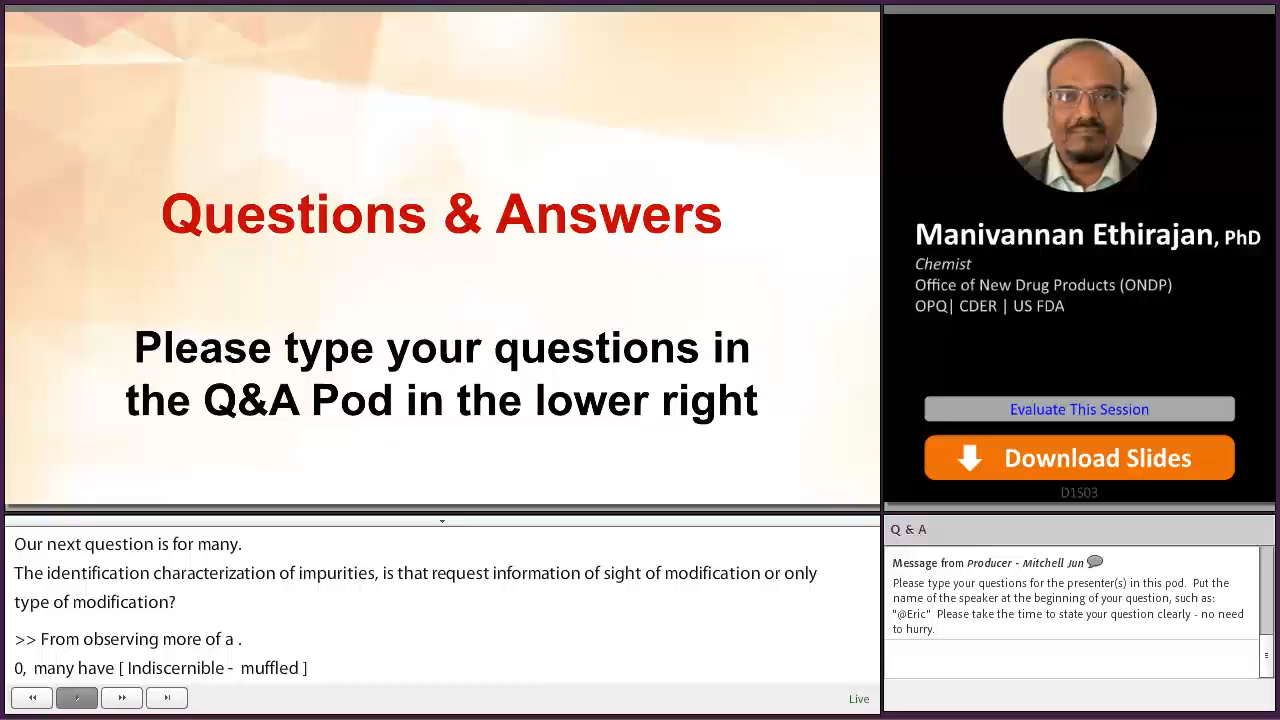 Questions & Answers
Please type your questions in
the Q&A Pod in the lower right
Manivannan Ethirajan, PhD
Chemist
Office of New Drug Products (ONDP)
OPQ| CDER | US FDA
Evaluate This Session
Download Slides
D1S03
Our next question is for many.
The identification characterization of impurities, is that request information of sight of modification or only
type of modification?
>> From observing more of a .
0,  many have [ Indiscernible -  muffled ]
Live
Q & A
Message from Producer - Mitchell Jun
Please type your questions for the presenter(s) in this pod.  Put the
name of the speaker at the beginning of your question, such as:
"@Eric"  Please take the time to state your question clearly - no need
to hurry.